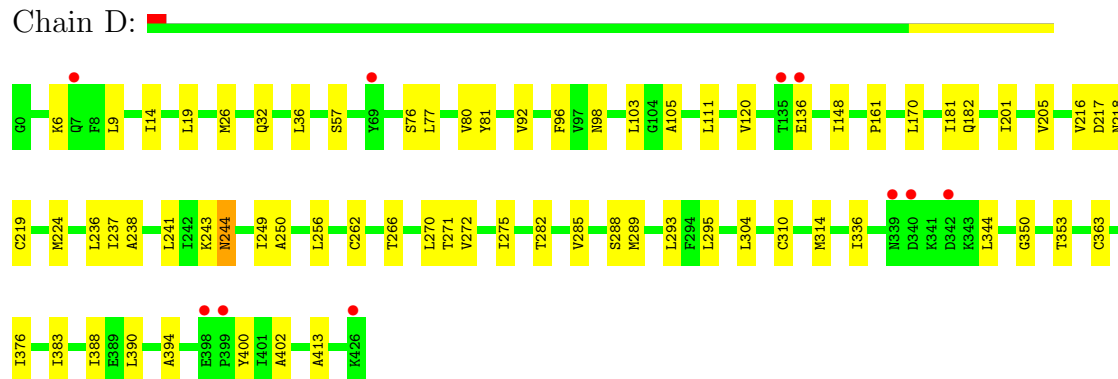 Chain D:
G0 K6 Q7 F8 L9 I14 L19 M26 Q32 L36 S57 Y69 S76 L77 V80 Y81 V92 F96 V97 N98 L103 G104 A105 L111 V120 T135 E136 I148 P161 L170 I181 Q182 I201 V205 V216 D217 N218
C219 M224 L236 I237 A238 L241 I242 K243 N244 I249 A250 L256 C262 T266 L270 T271 V272 I275 T282 V285 S288 M289 L293 F294 L295 L304 C310 M314 I336 N339 D340 K341 D342 K343 L344 G350 T353 C363
I376 I383 I388 E389 L390 A394 E398 P399 Y400 I401 A402 A413 K426